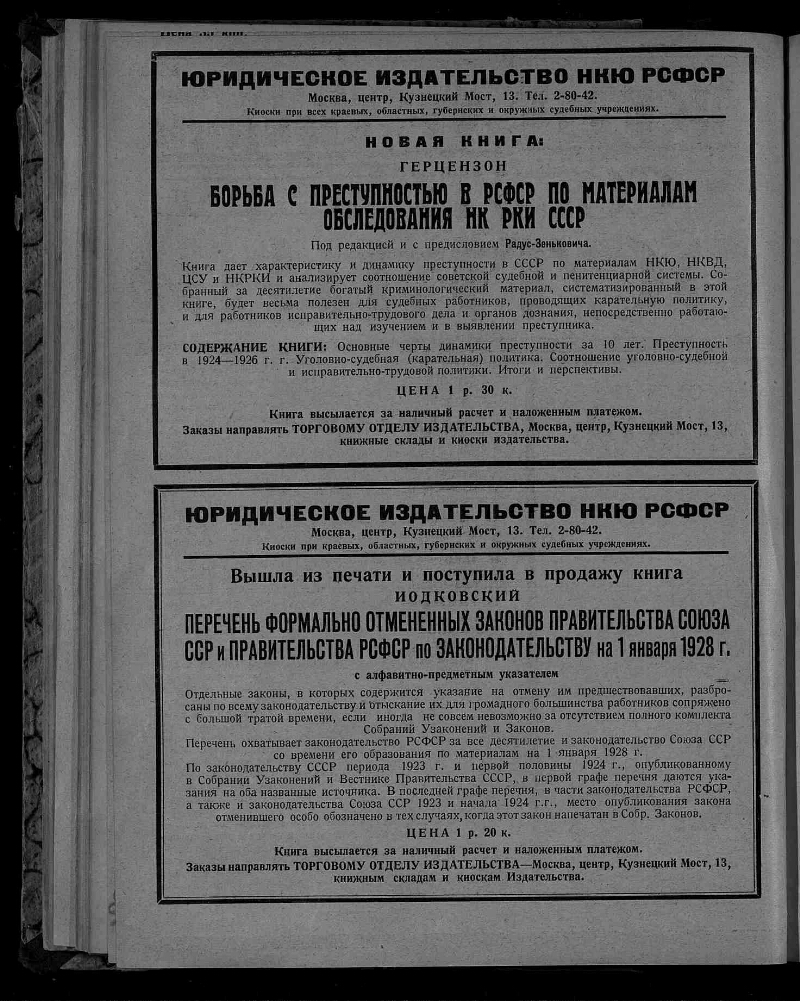 ЮРИДИЧЕСКОЕ ИЗДАТЕЛЬСТВО НКЮ РСФСР
Москва, центр, Кузнецкий Мост, 13. Тел. 2-80-42.
Киоски при всех краевых, областных, губернских и окружных судебных учреждениях.
НОВАЯ КНИГА:
ГЕРЦЕНЗОН
БОРЬБА С ПРЕСТУПНОСТЬЮ В РСФСР ПО МАТЕРИАЛАМ
ОБСЛЕДОВАНИЯ НК РКИ СССР
Под редакцией и с предисловием Радус-Зеньковича.
Книга дает характеристику и динамику преступности в СССР по материалам НКЮ, НКВД,
ЦСУ и НКРКИ и анализирует соотношение советской судебной и пенитенциарной системы. Со-
бранный за десятилетие богатый криминологический материал, систематизированный в этой
книге, будет весьма полезен для судебных работников, проводящих карательную политику,
и для работников исправительно-трудового дела и органов дознания, непосредственно работаю-
щих над изучением и в выявлении преступника.
СОДЕРЖАНИЕ КНИГИ: Основные черты динамики преступности за 10 лет. Преступность
в 1924—1926 г. г. Уголовно-судебная (карательная) политика. Соотношение уголовно-судебной
и исправительно-трудовой политики. Итоги и перспективы.
ЦЕНА 1 р. 30 к.
Книга высылается за наличный расчет и наложенным платежом.
Заказы направлять ТОРГОВОМУ ОТДЕЛУ ИЗДАТЕЛЬСТВА, Москва, центр, Кузнецкий Мост, 13,
книжные склады и киоски издательства.
ЮРИДИЧЕСКОЕ ИЗДАТЕЛЬСТВО НКЮ РСФСР
Москва, центр, Кузнецкий Мост, 13. Тел. 2-80-42.
Киоски при краевых, областных, губернских и окружных судебных учреждениях.
Вышла из печати и поступила в продажу книга
ИОДКОВСКИЙ
ПЕРЕЧЕНЬ ФОРМАЛЬНО ОТМЕНЕННЫХ ЗАКОНОВ ПРАВИТЕЛЬСТВА СОЮЗА
ССР и ПРАВИТЕЛЬСТВА РСФСР по ЗАКОНОДАТЕЛЬСТВУ на 1 января 1928 г.
с алфавитно-предметным указателем
Отдельные законы, в которых содержится указание на отмену им предшествовавших, разбро-
саны по всему законодательству и отыскание их для громадного большинства работников сопряжено
с большой тратой времени, если иногда не совсем невозможно за отсутствием полного комплекта
Собраний Узаконений и Законов.
Перечень охватывает законодательство РСФСР за все десятилетие и законодательство Союза ССР
со времени его образования по материалам на 1 января 1928 г.
По законодательству СССР периода 1923 г. и первой половины 1924 г., опубликованному
в Собрании Узаконений и Вестнике Правительства СССР, в первой графе перечня даются ука-
зания на оба названные источника. В последней графе перечня, в части законодательства РСФСР,
а также и законодательства Союза ССР 1923 и начала 1924 г.г., место опубликования закона
отменившего особо обозначено в тех случаях, когда этот закон напечатан в Собр. Законов.
ЦЕНА 1 р. 20 к.
Книга высылается за наличный расчет и наложенным платежом.
Заказы направлять ТОРГОВОМУ ОТДЕЛУ ИЗДАТЕЛЬСТВА—Москва, центр, Кузнецкий Мост, 13,
книжным складам и киоскам Издательства.